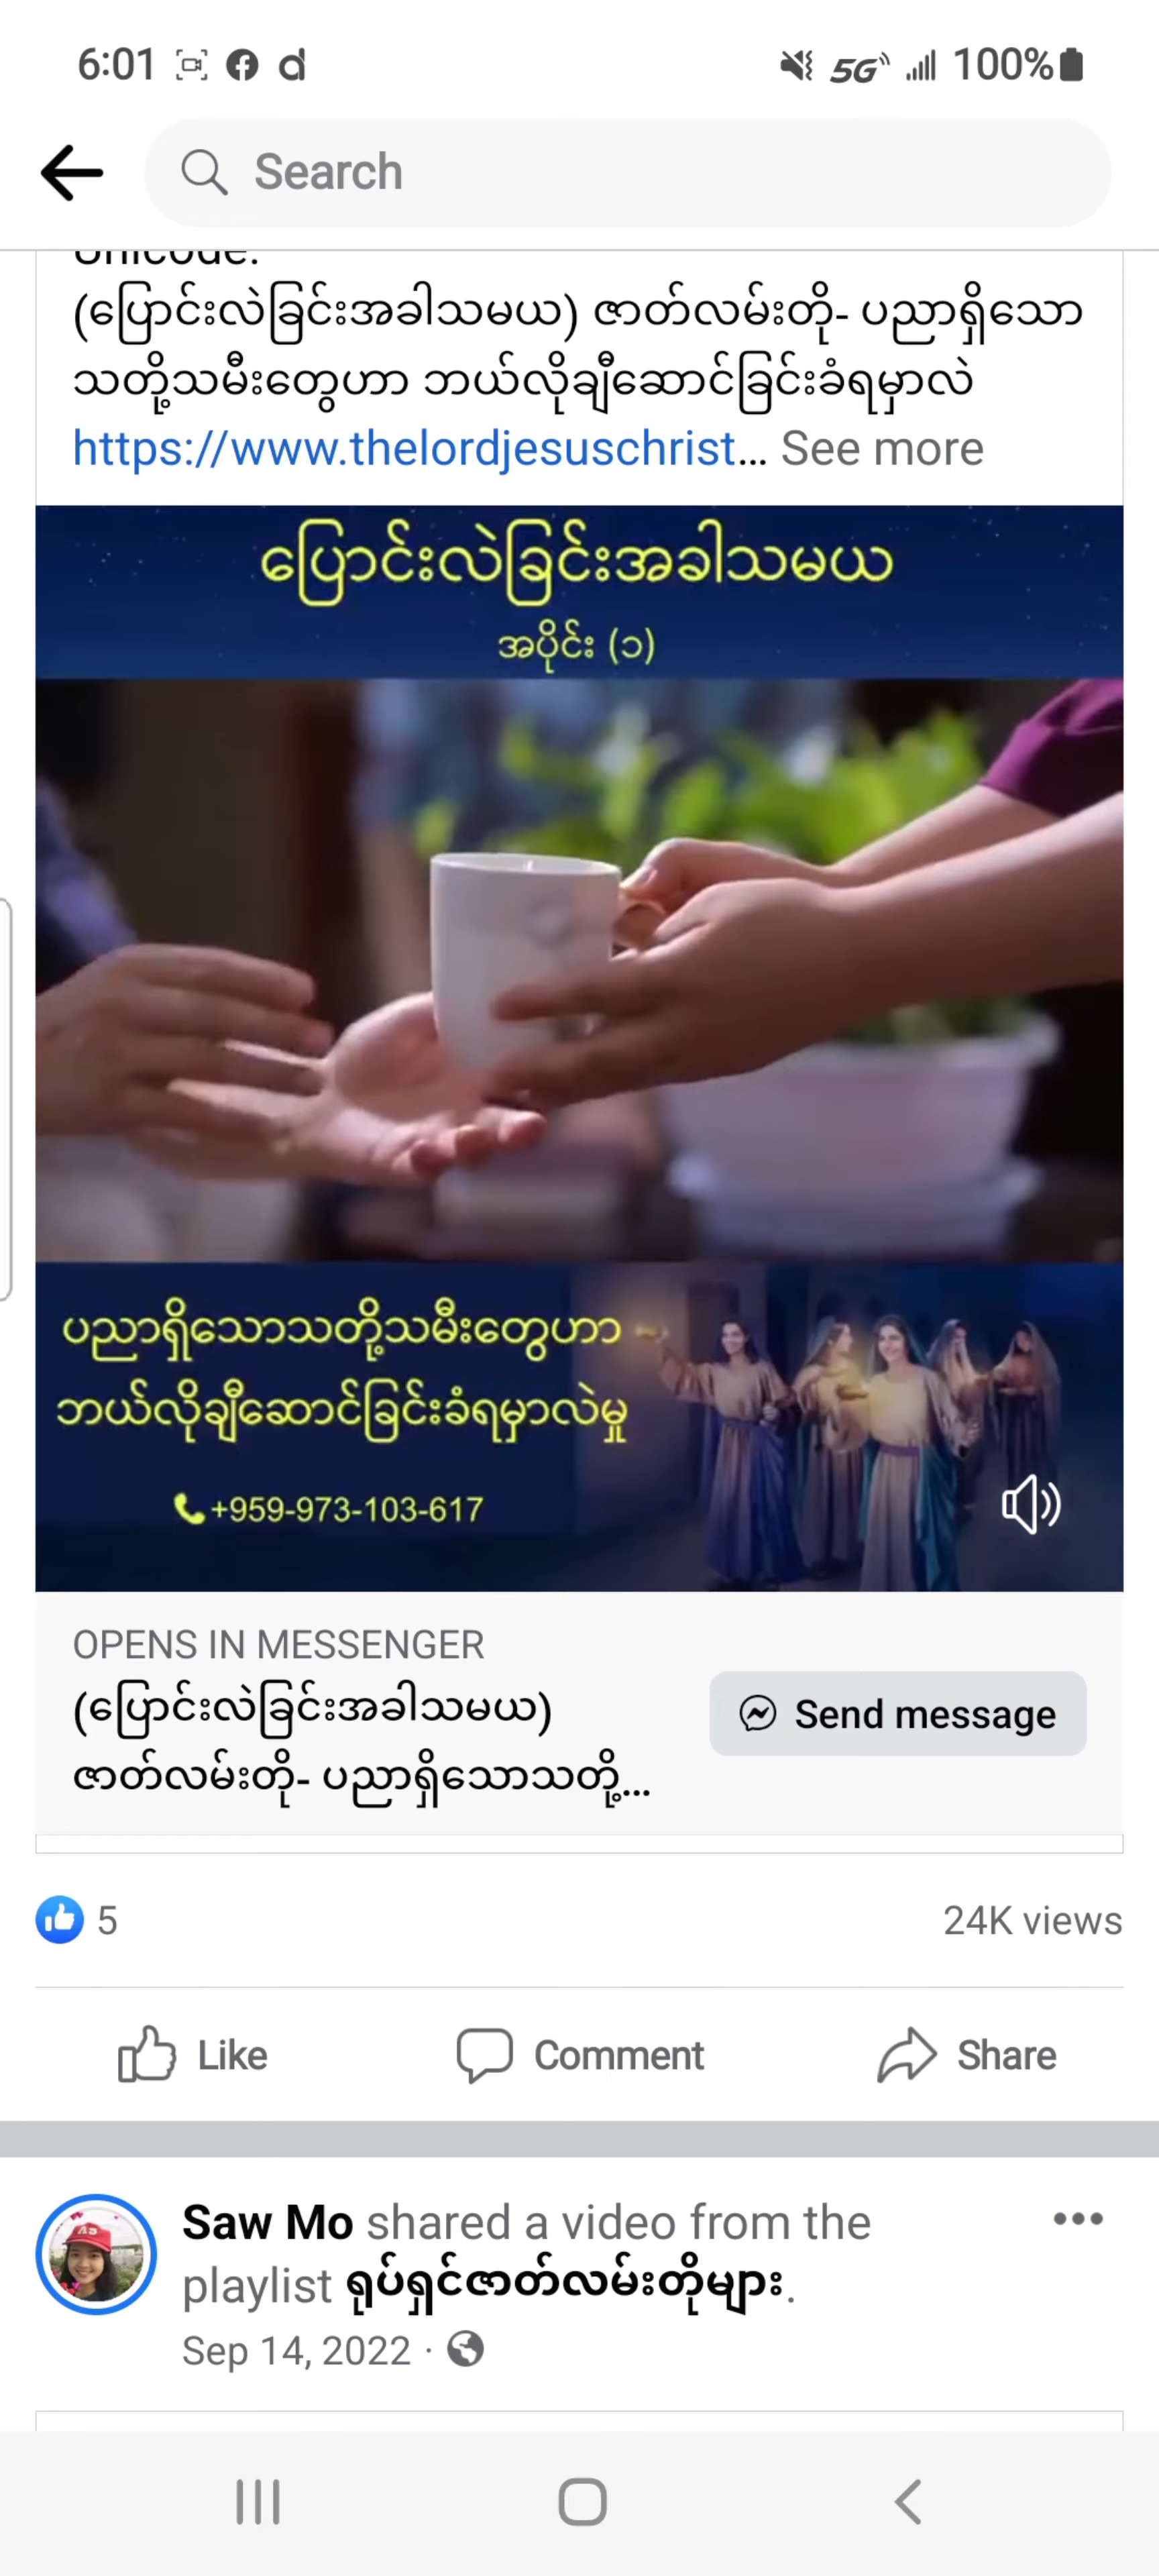 6:01
5G 100%
Search
Unicode:
(ပြောင်းလဲခြင်းအခါသမယ) ဇာတ်လမ်းတို- ပညာရှိသော
သတို့သမီးတွေဟာ ဘယ်လိုချီဆောင်ခြင်းခံရမှာလဲ
https://www.thelordjesuschrist... See more
ပြောင်းလဲခြင်းအခါသမယ
အပိုင်း (၁)
ပညာရှိသောသတို့သမီးတွေဟာ
ဘယ်လိုချီဆောင်ခြင်းခံရမှာလဲမှု
+959-973-103-617
OPENS IN MESSENGER
(ပြောင်းလဲခြင်းအခါသမယ)
ဇာတ်လမ်းတို- ပညာရှိသောသတို့...
Send message
5
24K views
Like Comment Share
Saw Mo shared a video from the
playlist ရုပ်ရှင်ဇာတ်လမ်းတိုများ.
Sep 14, 2022 ·